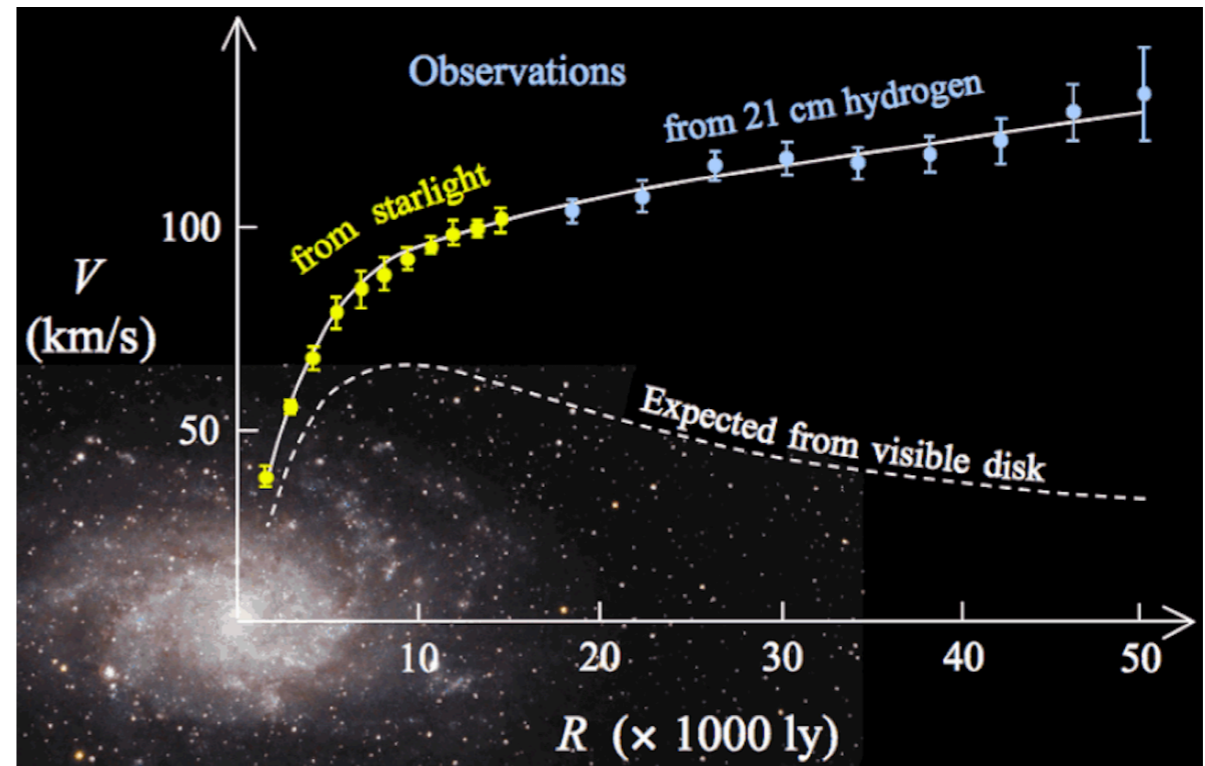 Observations
from 21 cm hydrogen
from starlight
100
V
(km/s)
50
Expected from visible disk
10
20
30
40
50
R (× 1000 ly)